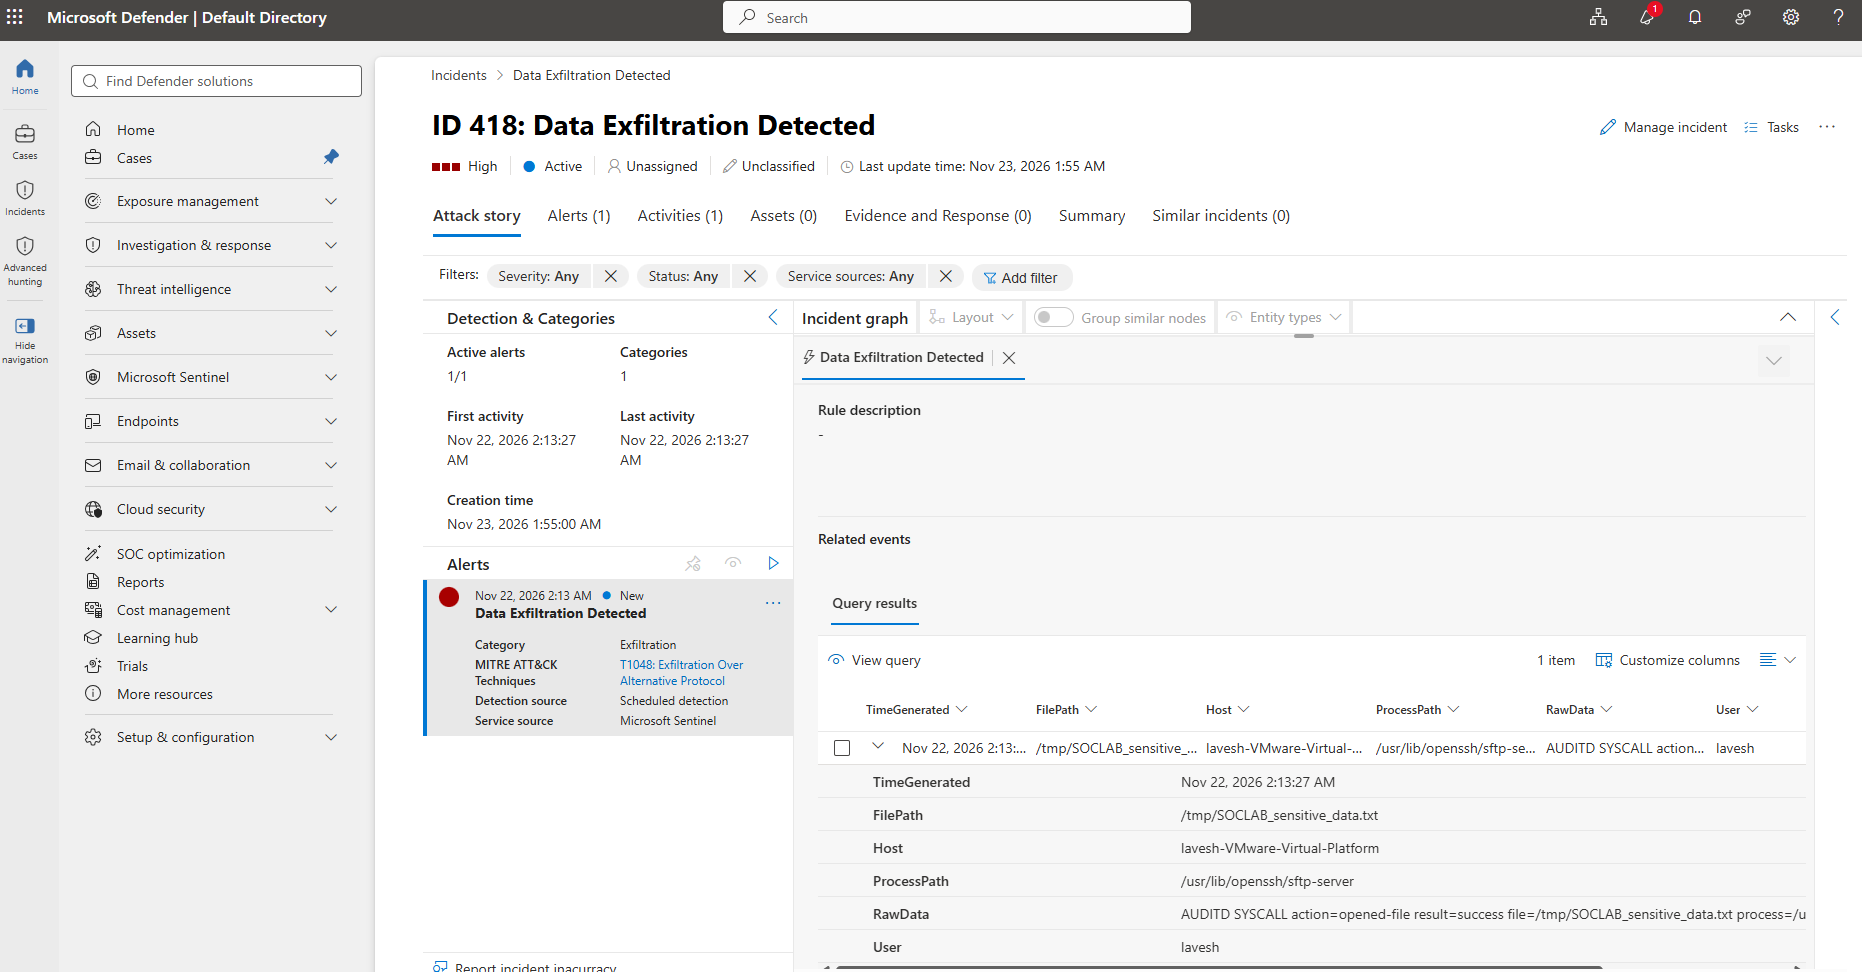 Microsoft Defender | Default Directory
Search
1
?
Home
Cases
Incidents
Advanced
hunting
Hide
navigation
Find Defender solutions
Home
Cases
Exposure management
Investigation & response
Threat intelligence
Assets
Microsoft Sentinel
Endpoints
Email & collaboration
Cloud security
SOC optimization
Reports
Cost management
Learning hub
Trials
More resources
Setup & configuration
Incidents > Data Exfiltration Detected
ID 418: Data Exfiltration Detected
Manage incident Tasks ...
High Active Unassigned Unclassified Last update time: Nov 23, 2026 1:55 AM
Attack story Alerts (1) Activities (1) Assets (0) Evidence and Response (0) Summary Similar incidents (0)
Filters: Severity: Any Status: Any Service sources: Any Add filter
Detection & Categories
Active alerts Categories
1/1 1
First activity Last activity
Nov 22, 2026 2:13:27 Nov 22, 2026 2:13:27
AM AM
Creation time
Nov 23, 2026 1:55:00 AM
Alerts
Nov 22, 2026 2:13 AM New
Data Exfiltration Detected
...
Category Exfiltration
MITRE ATT&CK T1048: Exfiltration Over
Techniques Alternative Protocol
Detection source Scheduled detection
Service source Microsoft Sentinel
Report incident inacurracy
Incident graph Layout Group similar nodes Entity types
Data Exfiltration Detected
Rule description
-
Related events
Query results
View query 1 item Customize columns
TimeGenerated FilePath Host ProcessPath RawData User
Nov 22, 2026 2:13:... /tmp/SOCLAB_sensitive_... lavesh-VMware-Virtual-... /usr/lib/openssh/sftp-se... AUDITD SYSCALL action... lavesh
TimeGenerated Nov 22, 2026 2:13:27 AM
FilePath /tmp/SOCLAB_sensitive_data.txt
Host lavesh-VMware-Virtual-Platform
ProcessPath /usr/lib/openssh/sftp-server
RawData AUDITD SYSCALL action=opened-file result=success file=/tmp/SOCLAB_sensitive_data.txt process=/u
User lavesh